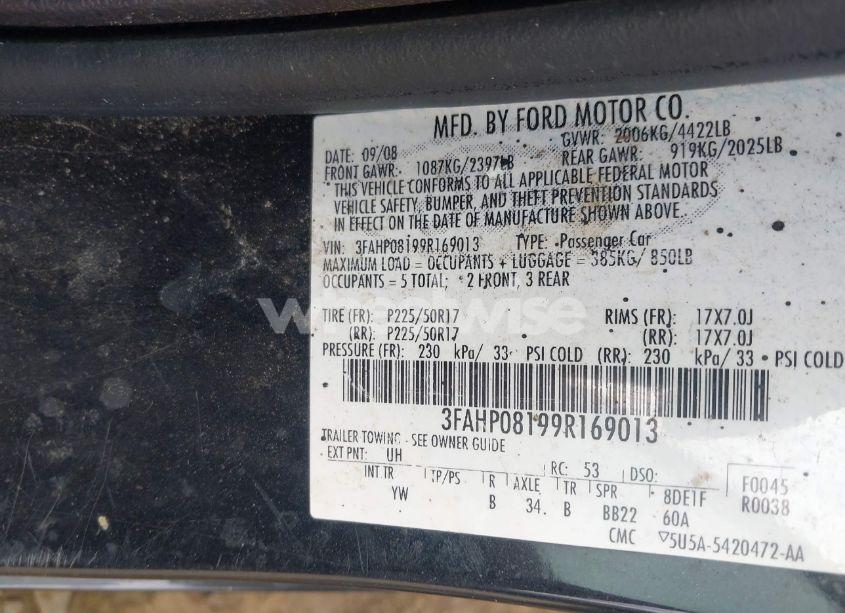 MFD. BY FORD MOTOR CO.
DATE: 09/08 GVWR: 2006KG/4422LB
FRONT GAWR: 1087KG/2397LB REAR GAWR: 919KG/2025LB
THIS VEHICLE CONFORMS TO ALL APPLICABLE FEDERAL MOTOR
VEHICLE SAFETY, BUMPER, AND THEFT PREVENTION STANDARDS
IN EFFECT ON THE DATE OF MANUFACTURE SHOWN ABOVE.
VIN: 3FAHP08199R169013 TYPE: Passenger Car
MAXIMUM LOAD = OCCUPANTS + LUGGAGE = 385KG/ 850LB
OCCUPANTS = 5 TOTAL; 2 FRONT, 3 REAR
wheelwise
TIRE (FR): P225/50R17 RIMS (FR): 17X7.0J
(RR): P225/50R17 (RR): 17X7.0J
PRESSURE (FR): 230 kPa/ 33 PSI COLD (RR): 230 kPa/ 33 PSI COLD
3FAHP08199R169013
TRAILER TOWING - SEE OWNER GUIDE
EXT PNT: UH RC: 53 DSO: F0045
INT TR TP/PS R AXLE TR SPR 8DE1F R0038
YW B 34 B BB22 60A
CMC 5U5A-5420472-AA